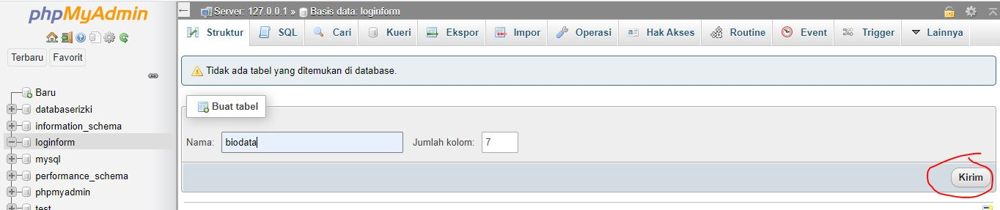 phpMyAdmin
Terbaru Favorit
Baru
databaserizki
information_schema
loginform
mysql
performance_schema
phpmyadmin
test
Server: 127.0.0.1 » Basis data: loginform
Struktur SQL Cari Kueri Ekspor Impor Operasi Hak Akses Routine Event Trigger Lainnya
Tidak ada tabel yang ditemukan di database.
Buat tabel
Nama: biodata Jumlah kolom: 7
Kirim